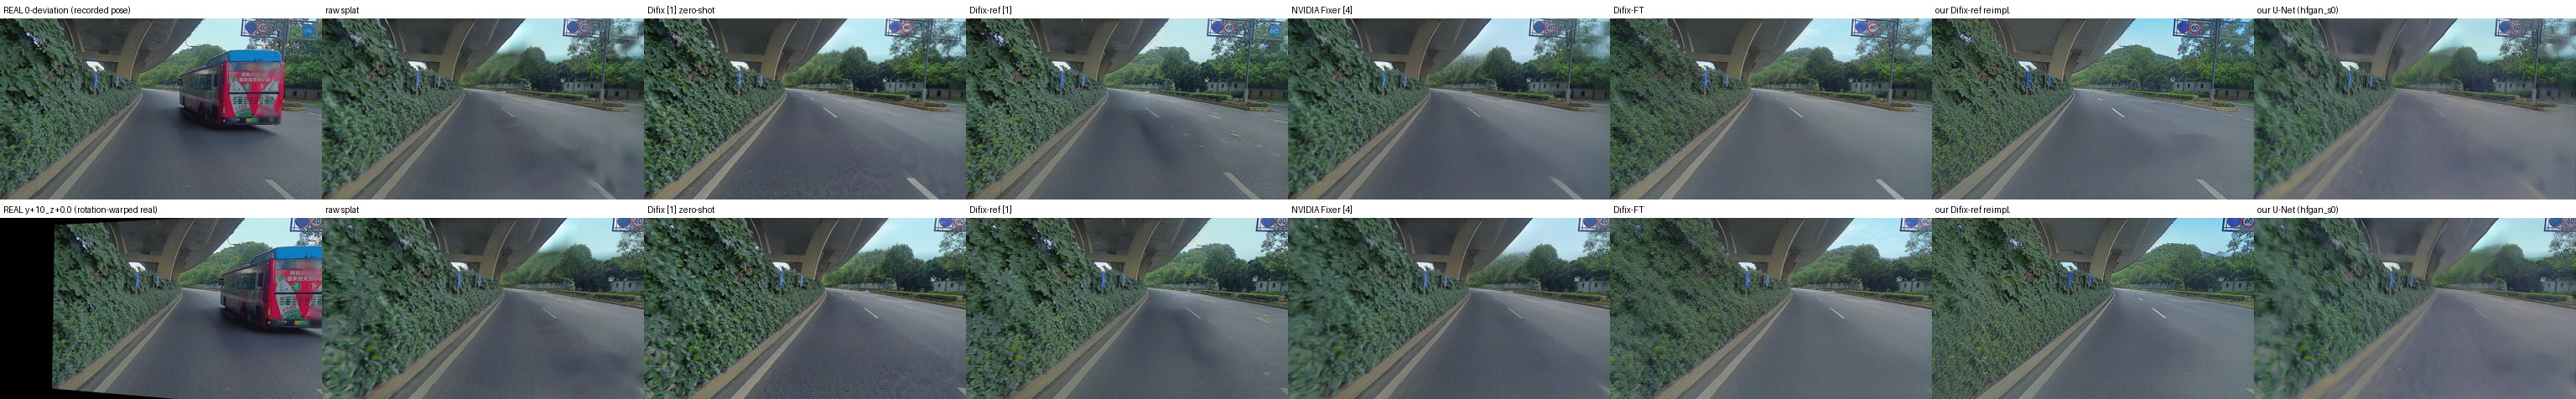 REAL 0-deviation (recorded pose)
raw splat
Difix [1] zero-shot
Difix-ref [1]
NVIDIA Fixer [4]
Difix-FT
our Difix-ref reimpl.
our U-Net (hfgan_s0)
REAL y+10_z+0.0 (rotation-warped real)
raw splat
Difix [1] zero-shot
Difix-ref [1]
NVIDIA Fixer [4]
Difix-FT
our Difix-ref reimpl.
our U-Net (hfgan_s0)